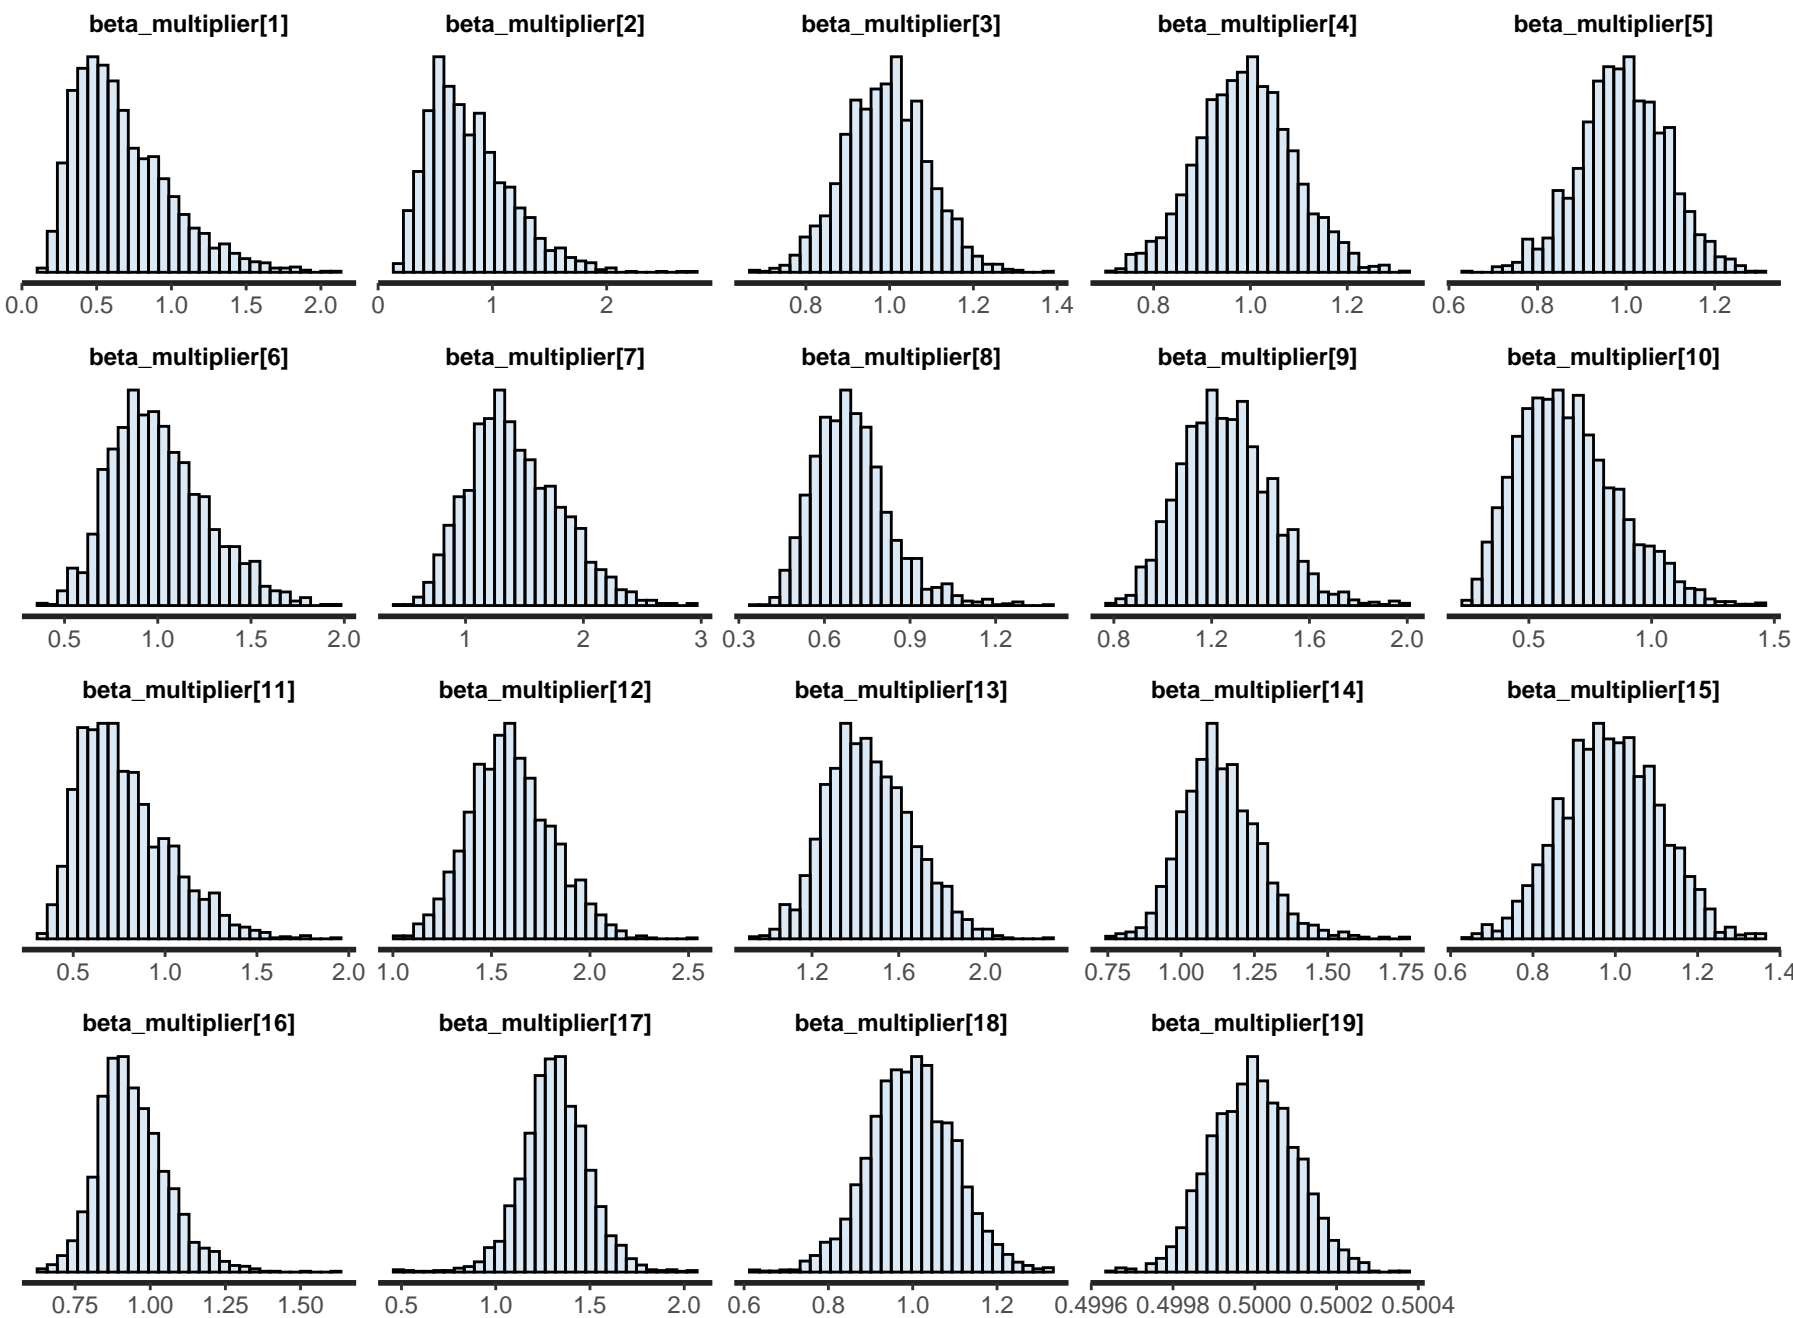 beta_multiplier[1] beta_multiplier[2] beta_multiplier[3] beta_multiplier[4] beta_multiplier[5]
0.0 0.5 1.0 1.5 2.0 0 1 2 0.8 1.0 1.2 1.4 0.8 1.0 1.2 0.6 0.8 1.0 1.2
beta_multiplier[6] beta_multiplier[7] beta_multiplier[8] beta_multiplier[9] beta_multiplier[10]
0.5 1.0 1.5 2.0 1 2 3 0.3 0.6 0.9 1.2 0.8 1.2 1.6 2.0 0.5 1.0 1.5
beta_multiplier[11] beta_multiplier[12] beta_multiplier[13] beta_multiplier[14] beta_multiplier[15]
0.5 1.0 1.5 2.0 1.0 1.5 2.0 2.5 1.2 1.6 2.0 0.75 1.00 1.25 1.50 1.75 0.6 0.8 1.0 1.2 1.4
beta_multiplier[16] beta_multiplier[17] beta_multiplier[18] beta_multiplier[19]
0.75 1.00 1.25 1.50 0.5 1.0 1.5 2.0 0.6 0.8 1.0 1.2 0.4996 0.4998 0.5000 0.5002 0.5004